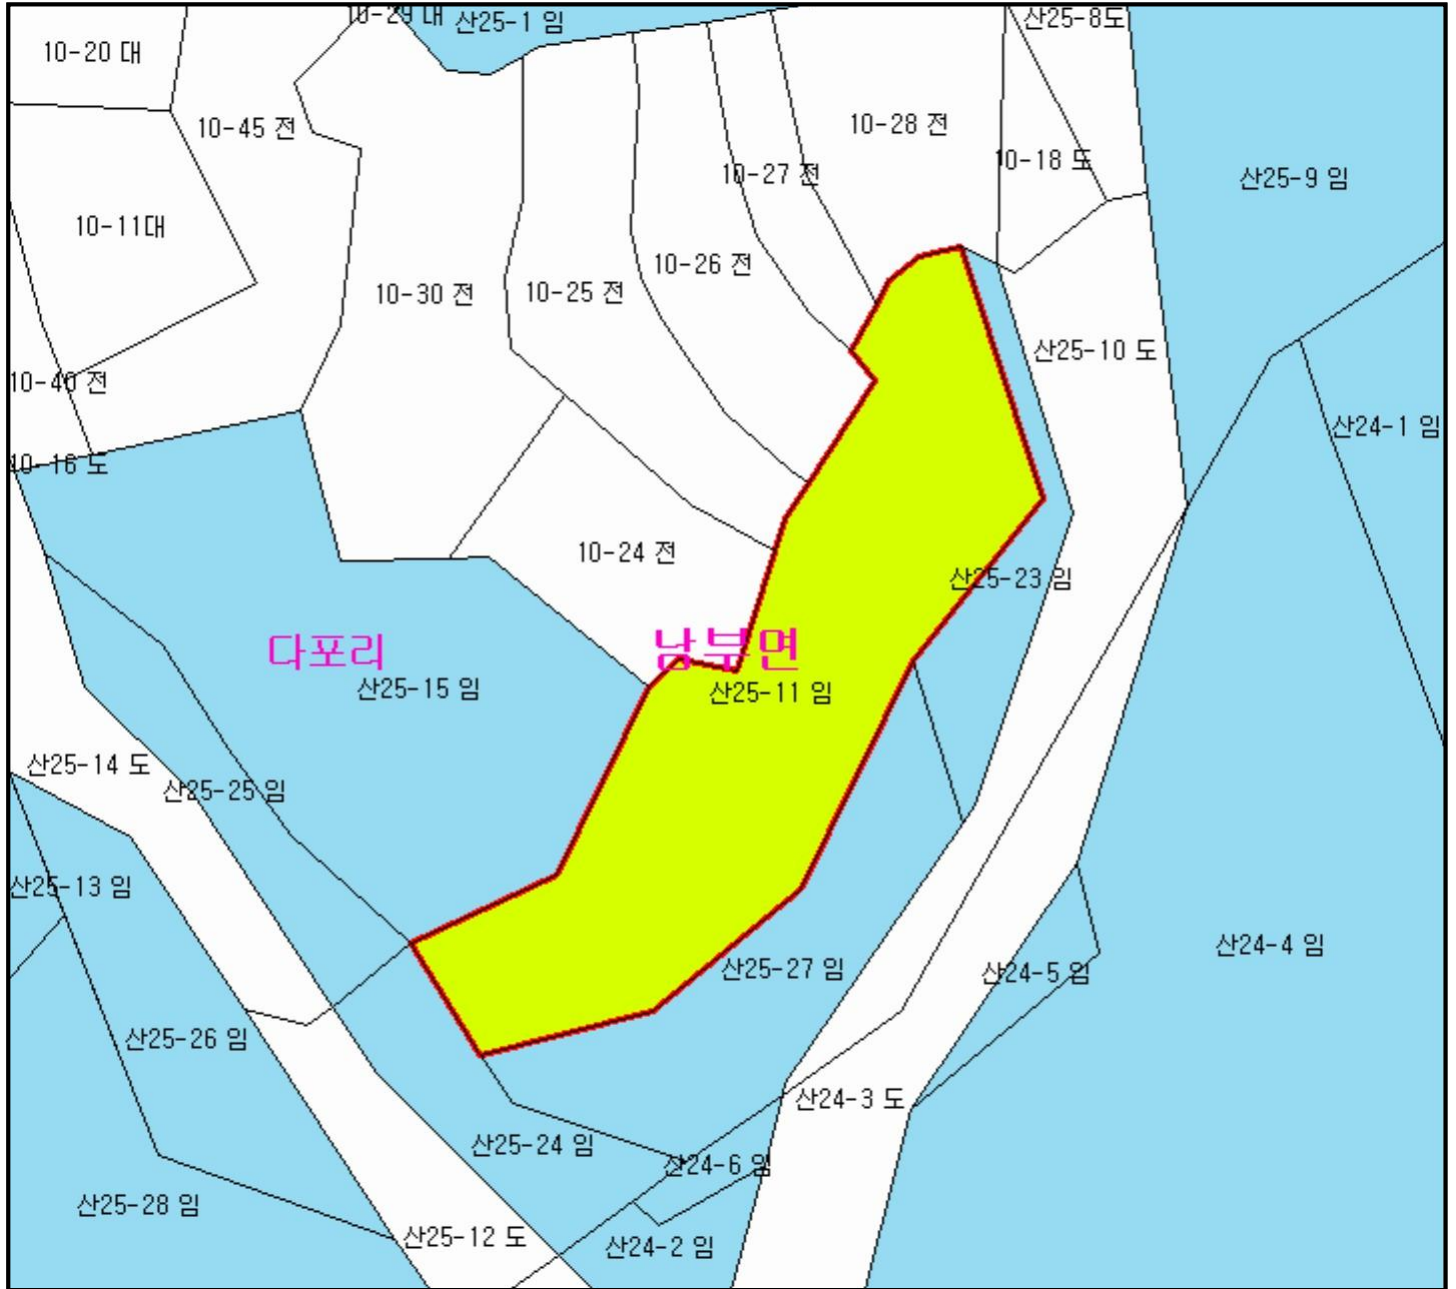 10-29 대
산25-1 임
산25-8도
10-20 대
10-45 전
10-28 전
10-18 도
10-27 전
산25-9 임
10-11대
10-26 전
10-30 전
10-25 전
산25-10 도
10-40 전
산24-1 임
10-16 도
10-24 전
산25-23 임
다포리
남부면
산25-15 임
산25-11 임
산25-14 도
산25-25 임
산25-13 임
산24-4 임
산25-27 임
산24-5 임
산25-26 임
산24-3 도
산25-24 임
산24-6 임
산25-28 임
산25-12 도
산24-2 임